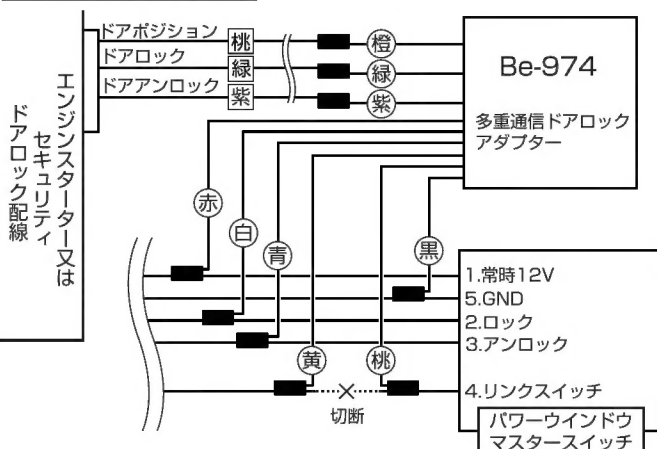 ドアポジション
桃
橙
ドアロック
緑
緑
ドアアンロック
紫
紫
Be-974
多重通信ドアロック
アダプター
エンジンスターター又は
セキュリティ
ドアロック配線
赤
白
青
黒
黄
桃
1.常時12V
5.GND
2.ロック
3.アンロック
4.リンクスイッチ
切断
パワーウインドウ
マスタースイッチ